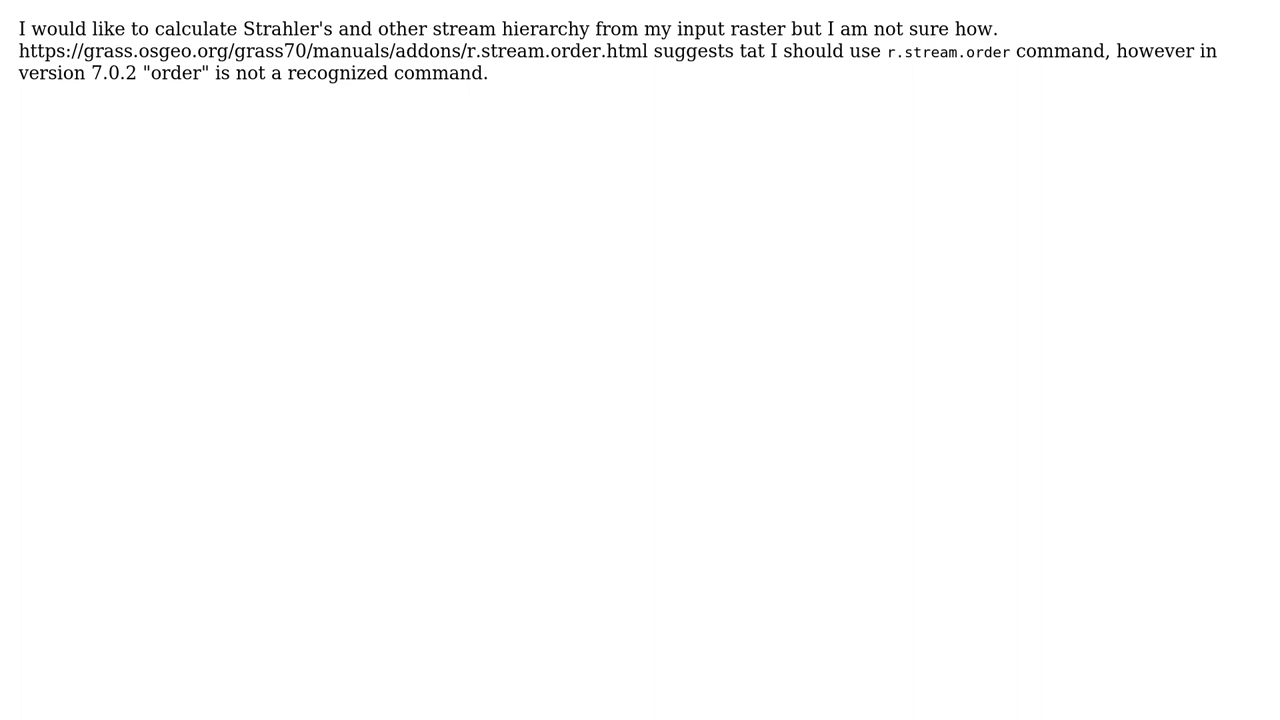 I would like to calculate Strahler's and other stream hierarchy from my input raster but I am not sure how.
https://grass.osgeo.org/grass70/manuals/addons/r.stream.order.html suggests tat I should use r.stream.order command, however in
version 7.0.2 "order" is not a recognized command.